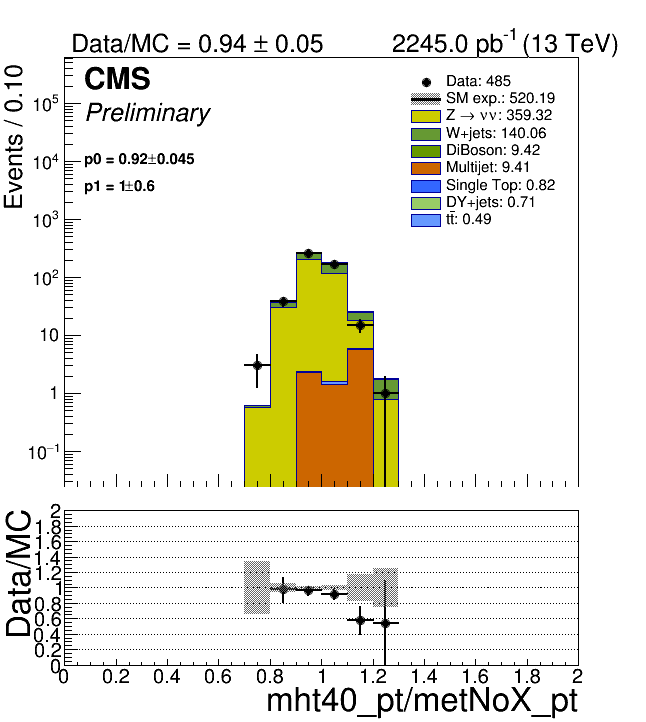 Data/MC = 0.94 ± 0.05 2245.0 pb⁻¹ (13 TeV)
CMS
Preliminary
p0 = 0.92±0.045
p1 = 1±0.6
Data: 485
SM exp.: 520.19
Z → νν: 359.32
W+jets: 140.06
DiBoson: 9.42
Multijet: 9.41
Single Top: 0.82
DY+jets: 0.71
tt̄: 0.49
Events / 0.10
10⁵
10⁴
10³
10²
10
1
10⁻¹
Data/MC
2
1.8
1.6
1.4
1.2
1
0.8
0.6
0.4
0.2
0
0 0.2 0.4 0.6 0.8 1 1.2 1.4 1.6 1.8 2
mht40_pt/metNoX_pt